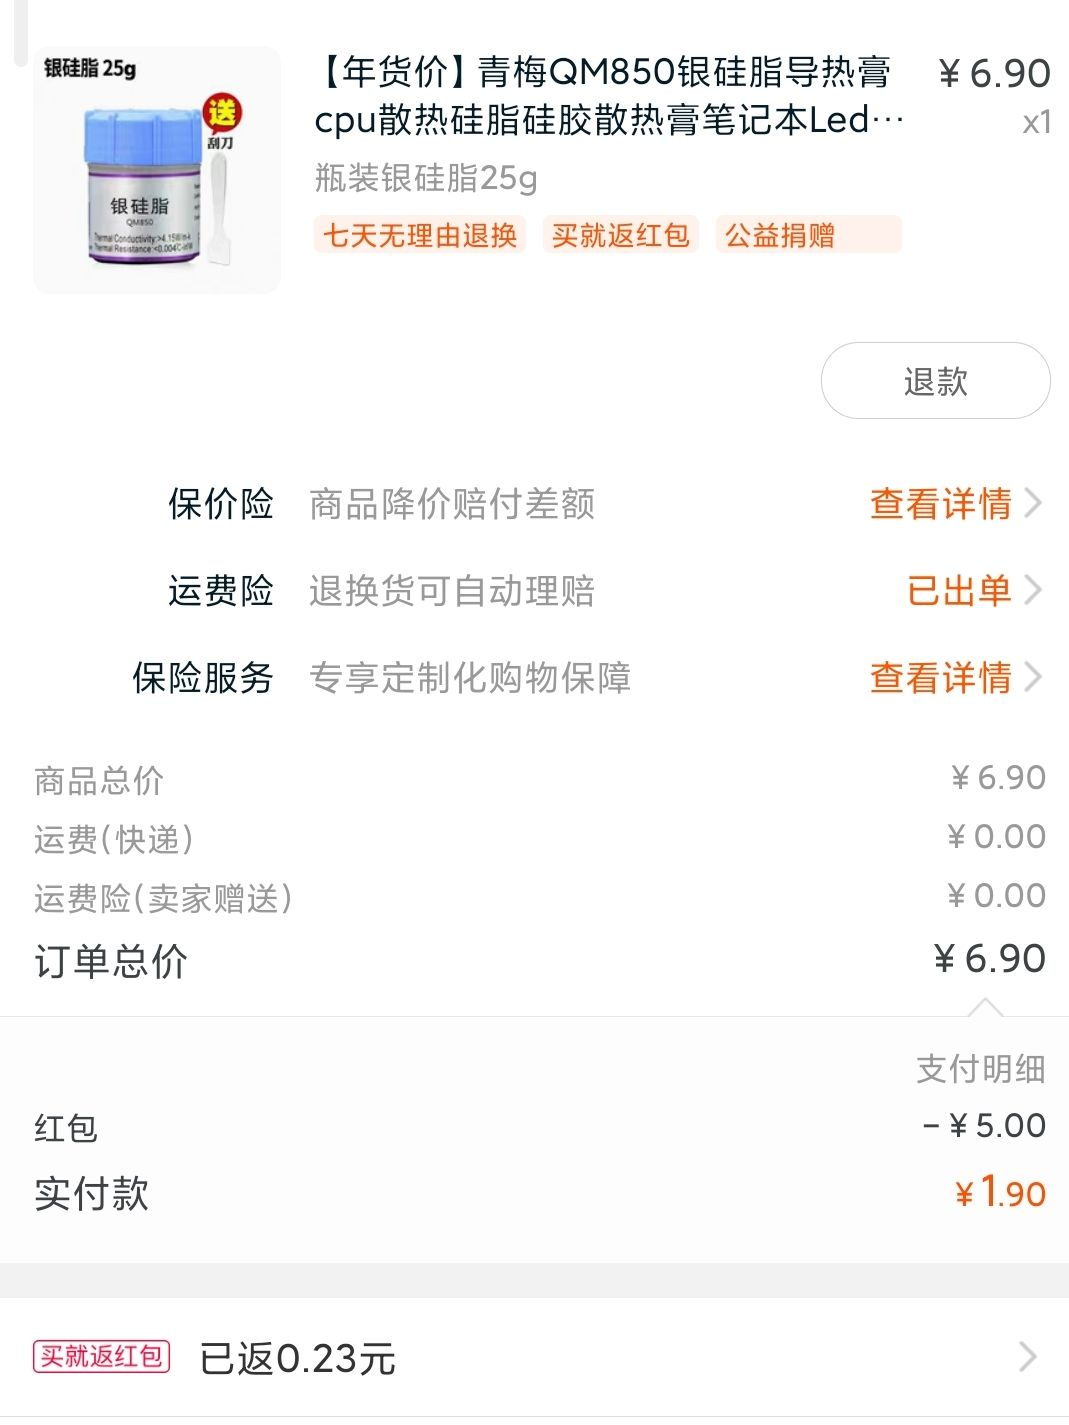 银硅脂 25g
送
刮刀
银硅脂
QM850
Thermal Conductivity:>4.15W/m-k
【年货价】青梅QM850银硅脂导热膏
cpu散热硅脂硅胶散热膏笔记本Led…
¥6.90
x1
瓶装银硅脂25g
七天无理由退换 买就返红包 公益捐赠
退款
保价险 商品降价赔付差额 查看详情
运费险 退换货可自动理赔 已出单
保险服务 专享定制化购物保障 查看详情
商品总价 ¥6.90
运费(快递) ¥0.00
运费险(卖家赠送) ¥0.00
订单总价 ¥6.90
支付明细
红包 -¥5.00
实付款 ¥1.90
买就返红包 已返0.23元